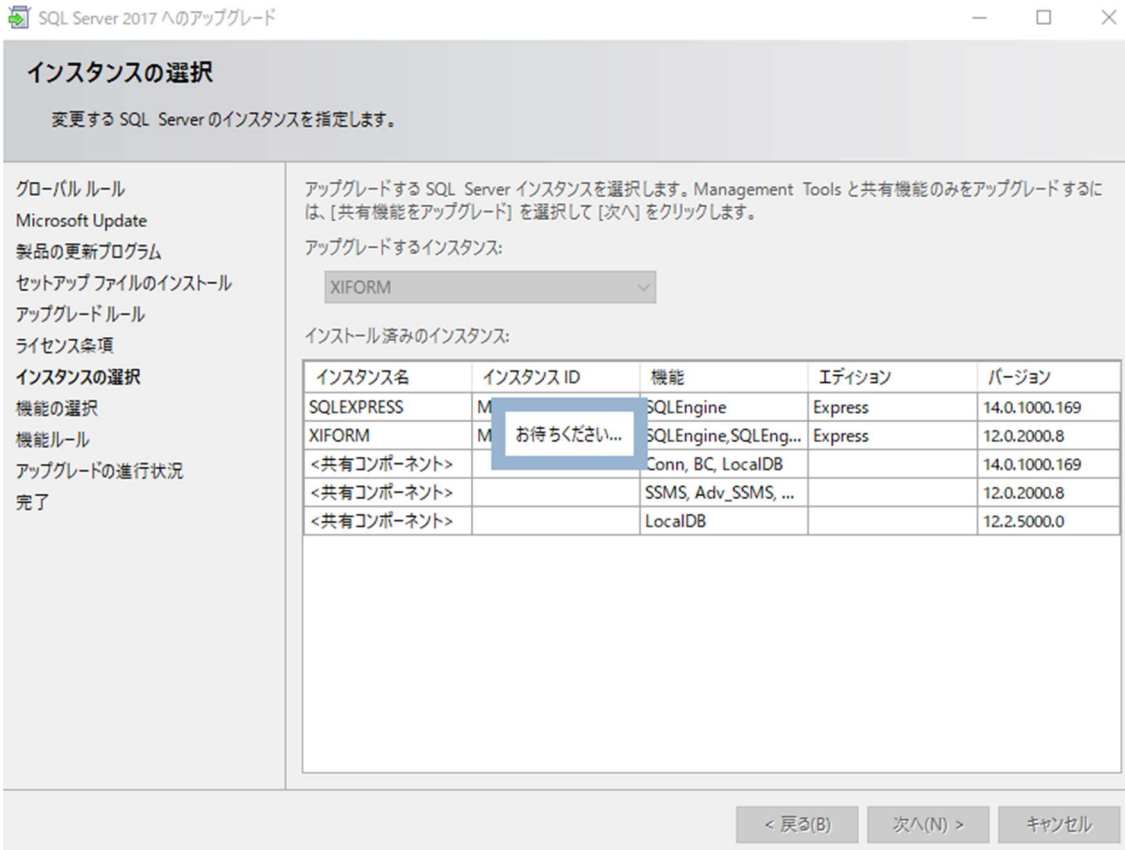 SQL Server 2017 へのアップグレード
インスタンスの選択
変更する SQL Server のインスタンスを指定します。
グローバル ルール
Microsoft Update
製品の更新プログラム
セットアップ ファイルのインストール
アップグレード ルール
ライセンス条項
インスタンスの選択
機能の選択
機能ルール
アップグレードの進行状況
完了
アップグレードする SQL Server インスタンスを選択します。Management Tools と共有機能のみをアップグレードするに
は、[共有機能をアップグレード] を選択して [次へ] をクリックします。
アップグレードするインスタンス:
XIFORM
インストール済みのインスタンス:
インスタンス名 インスタンス ID 機能 エディション バージョン
SQLEXPRESS M SQLEngine Express 14.0.1000.169
XIFORM M SQLEngine,SQLEng... Express 12.0.2000.8
お待ちください...
<共有コンポーネント> Conn, BC, LocalDB 14.0.1000.169
<共有コンポーネント> SSMS, Adv_SSMS, ... 12.0.2000.8
<共有コンポーネント> LocalDB 12.2.5000.0
< 戻る(B) 次へ(N) > キャンセル